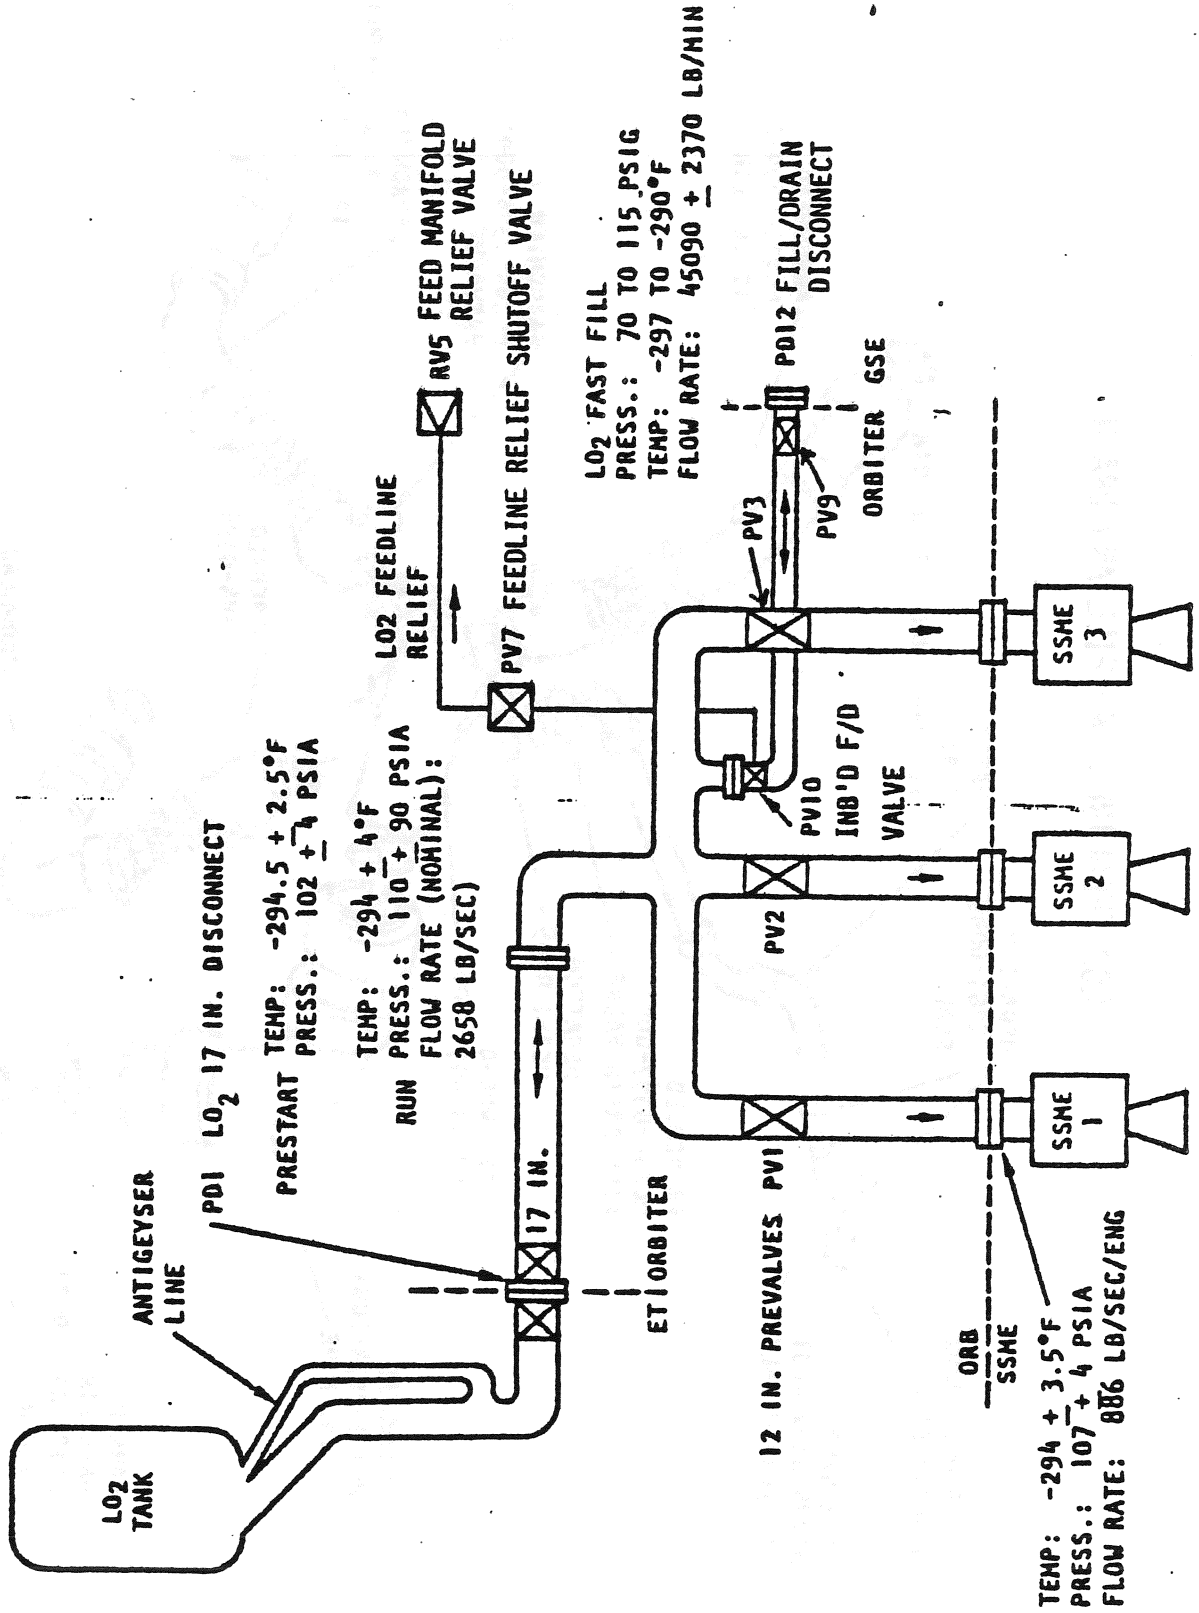 LO2
TANK
ANTIGEYSER
LINE
PD1 LO2 17 IN. DISCONNECT
PRESTART TEMP: -294.5 ± 2.5°F
PRESS.: 102 ± 4 PSIA
RUN
TEMP: -294 ± 4°F
PRESS.: 110 ± 90 PSIA
FLOW RATE (NOMINAL):
2658 LB/SEC)
LO2 FEEDLINE
RELIEF
RV5 FEED MANIFOLD
RELIEF VALVE
PV7 FEEDLINE RELIEF SHUTOFF VALVE
17 IN.
ET ORBITER
LO2 FAST FILL
PRESS.: 70 TO 115 PSIG
TEMP: -297 TO -290°F
FLOW RATE: 45090 ± 2370 LB/MIN
12 IN. PREVALVES PV1
PV2
PV10
INB'D F/D
VALVE
PV3
PV9
PD12 FILL/DRAIN
DISCONNECT
ORBITER GSE
ORB
SSME
SSME
1
SSME
2
SSME
3
TEMP: -294 ± 3.5°F
PRESS.: 107 ± 4 PSIA
FLOW RATE: 886 LB/SEC/ENG